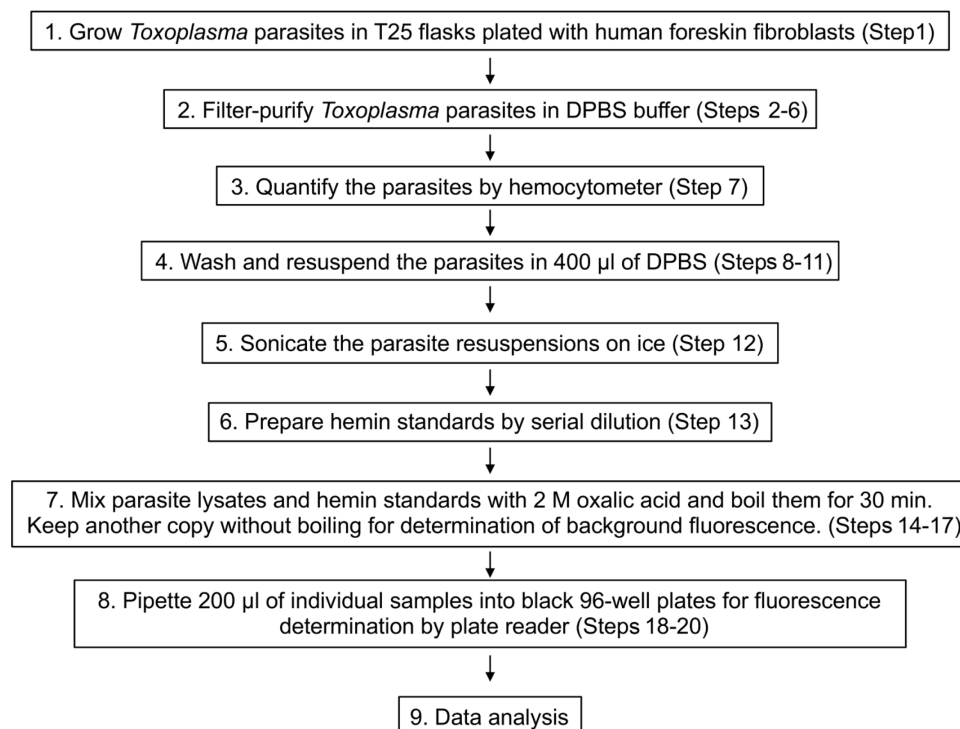 1. Grow Toxoplasma parasites in T25 flasks plated with human foreskin fibroblasts (Step1)
2. Filter-purify Toxoplasma parasites in DPBS buffer (Steps 2-6)
3. Quantify the parasites by hemocytometer (Step 7)
4. Wash and resuspend the parasites in 400 µl of DPBS (Steps 8-11)
5. Sonicate the parasite resuspensions on ice (Step 12)
6. Prepare hemin standards by serial dilution (Step 13)
7. Mix parasite lysates and hemin standards with 2 M oxalic acid and boil them for 30 min.
Keep another copy without boiling for determination of background fluorescence. (Steps 14-17)
8. Pipette 200 µl of individual samples into black 96-well plates for fluorescence
determination by plate reader (Steps 18-20)
9. Data analysis